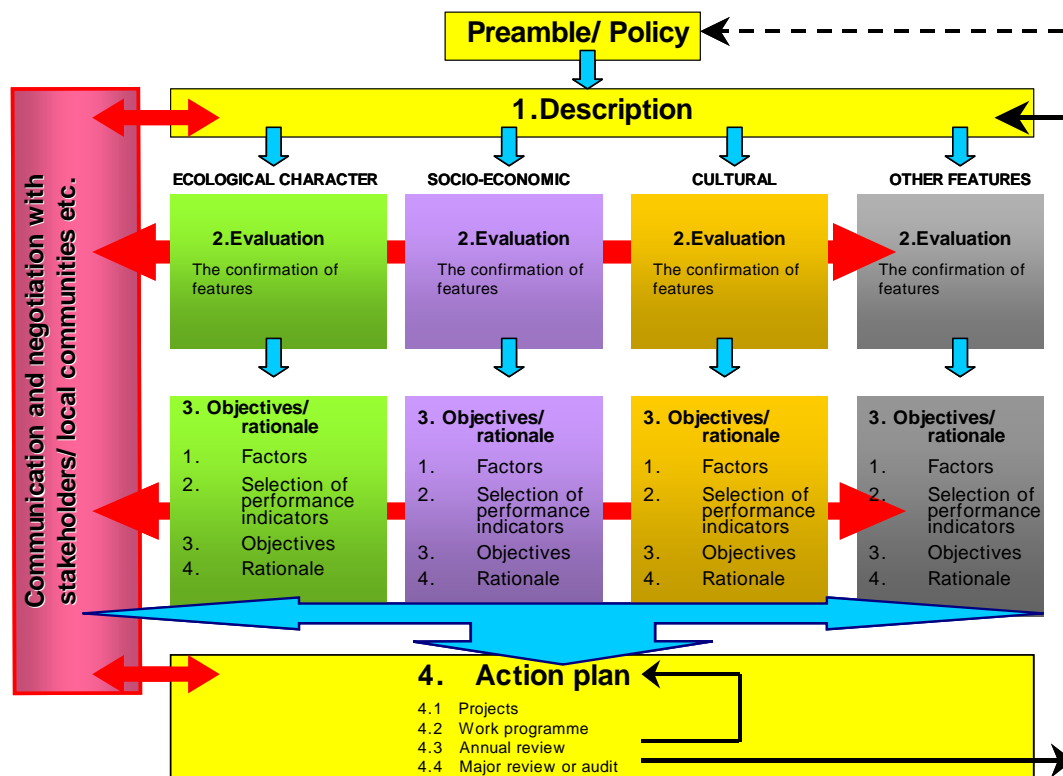 Preamble/ Policy
1.Description
Communication and negotiation with
stakeholders/ local communities etc.
ECOLOGICAL CHARACTER
SOCIO-ECONOMIC
CULTURAL
OTHER FEATURES
2.Evaluation
The confirmation of
features
2.Evaluation
The confirmation of
features
2.Evaluation
The confirmation of
features
2.Evaluation
The confirmation of
features
3. Objectives/
rationale
1. Factors
2. Selection of
performance
indicators
3. Objectives
4. Rationale
3. Objectives/
rationale
1. Factors
2. Selection of
performance
indicators
3. Objectives
4. Rationale
3. Objectives/
rationale
1. Factors
2. Selection of
performance
indicators
3. Objectives
4. Rationale
3. Objectives/
rationale
1. Factors
2. Selection of
performance
indicators
3. Objectives
4. Rationale
4. Action plan
4.1 Projects
4.2 Work programme
4.3 Annual review
4.4 Major review or audit